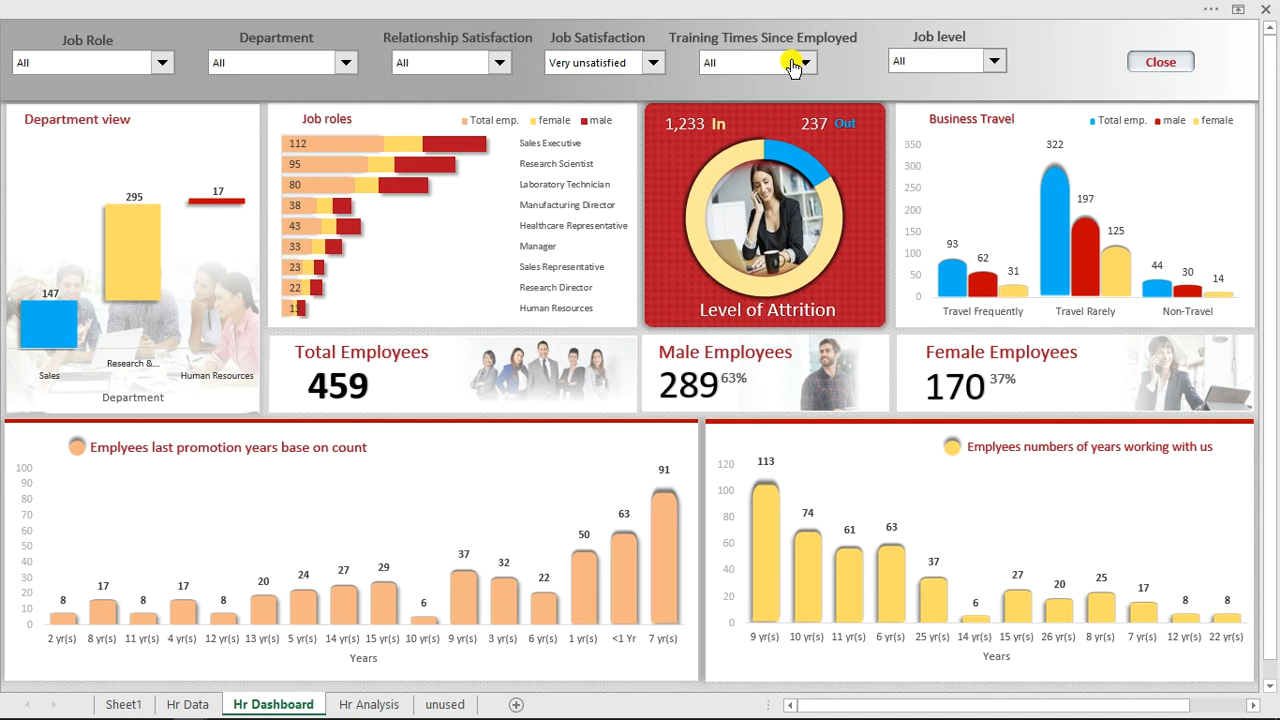 Job Role
Department
Relationship Satisfaction
Job Satisfaction
Training Times Since Employed
Job level
All
All
All
Very unsatisfied
All
All
Close
Department view
295
17
147
Sales
Research &...
Human Resources
Department
Job roles
Total emp.
female
male
112
Sales Executive
95
Research Scientist
80
Laboratory Technician
38
Manufacturing Director
43
Healthcare Representative
33
Manager
23
Sales Representative
22
Research Director
Human Resources
1,233 In
237 Out
Level of Attrition
Business Travel
Total emp.
male
female
350
300
250
200
150
100
50
0
93
62
31
322
197
125
44
30
14
Travel Frequently
Travel Rarely
Non-Travel
Total Employees
459
Male Employees
289 63%
Female Employees
170 37%
Emplyees last promotion years base on count
100
90
80
70
60
50
40
30
20
10
0
8
17
8
17
8
20
24
27
29
6
37
32
22
50
63
91
2 yr(s)
8 yr(s)
11 yr(s)
4 yr(s)
12 yr(s)
13 yr(s)
5 yr(s)
14 yr(s)
15 yr(s)
10 yr(s)
9 yr(s)
3 yr(s)
6 yr(s)
1 yr(s)
<1 Yr
7 yr(s)
Years
Emplyees numbers of years working with us
120
100
80
60
40
20
0
113
74
61
63
37
6
27
20
25
17
8
8
9 yr(s)
10 yr(s)
11 yr(s)
6 yr(s)
25 yr(s)
14 yr(s)
15 yr(s)
26 yr(s)
8 yr(s)
7 yr(s)
12 yr(s)
22 yr(s)
Years
Sheet1
Hr Data
Hr Dashboard
Hr Analysis
unused